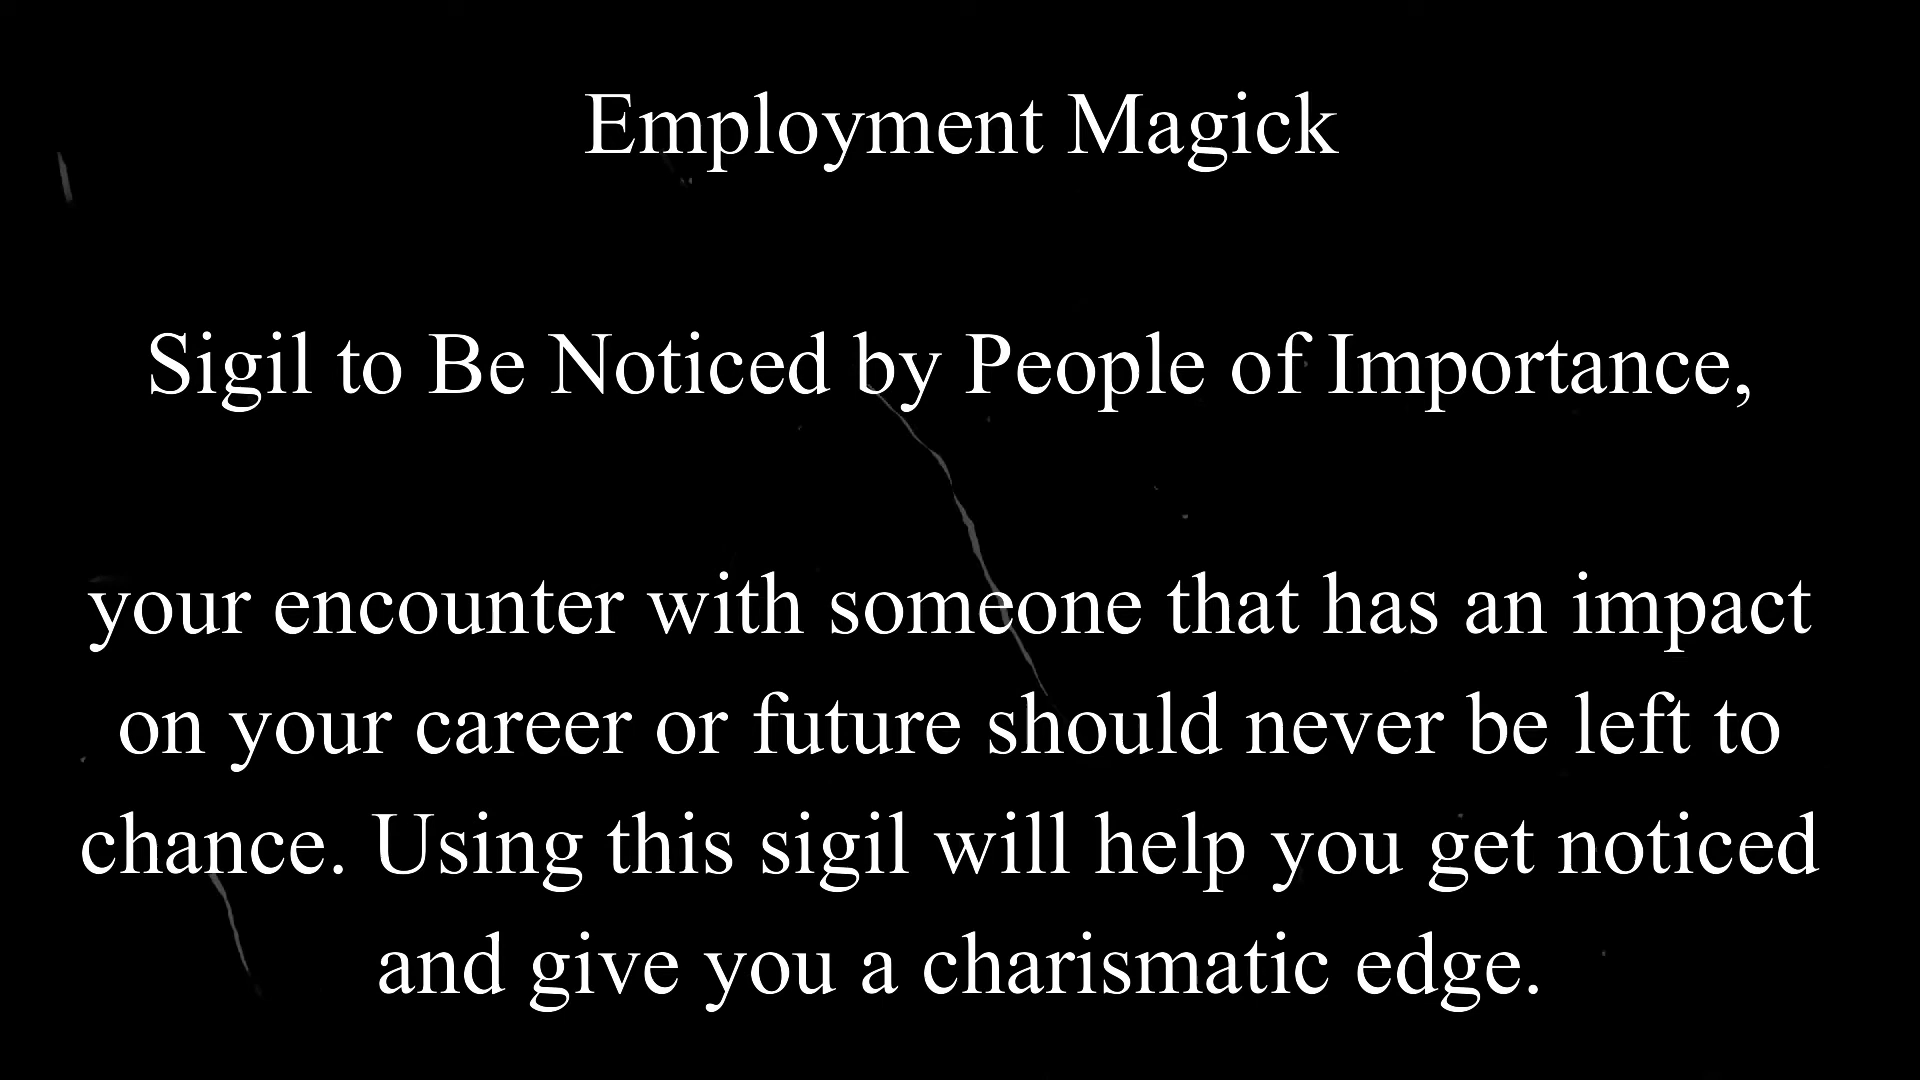 Employment Magick
Sigil to Be Noticed by People of Importance,
your encounter with someone that has an impact
on your career or future should never be left to
chance. Using this sigil will help you get noticed
and give you a charismatic edge.